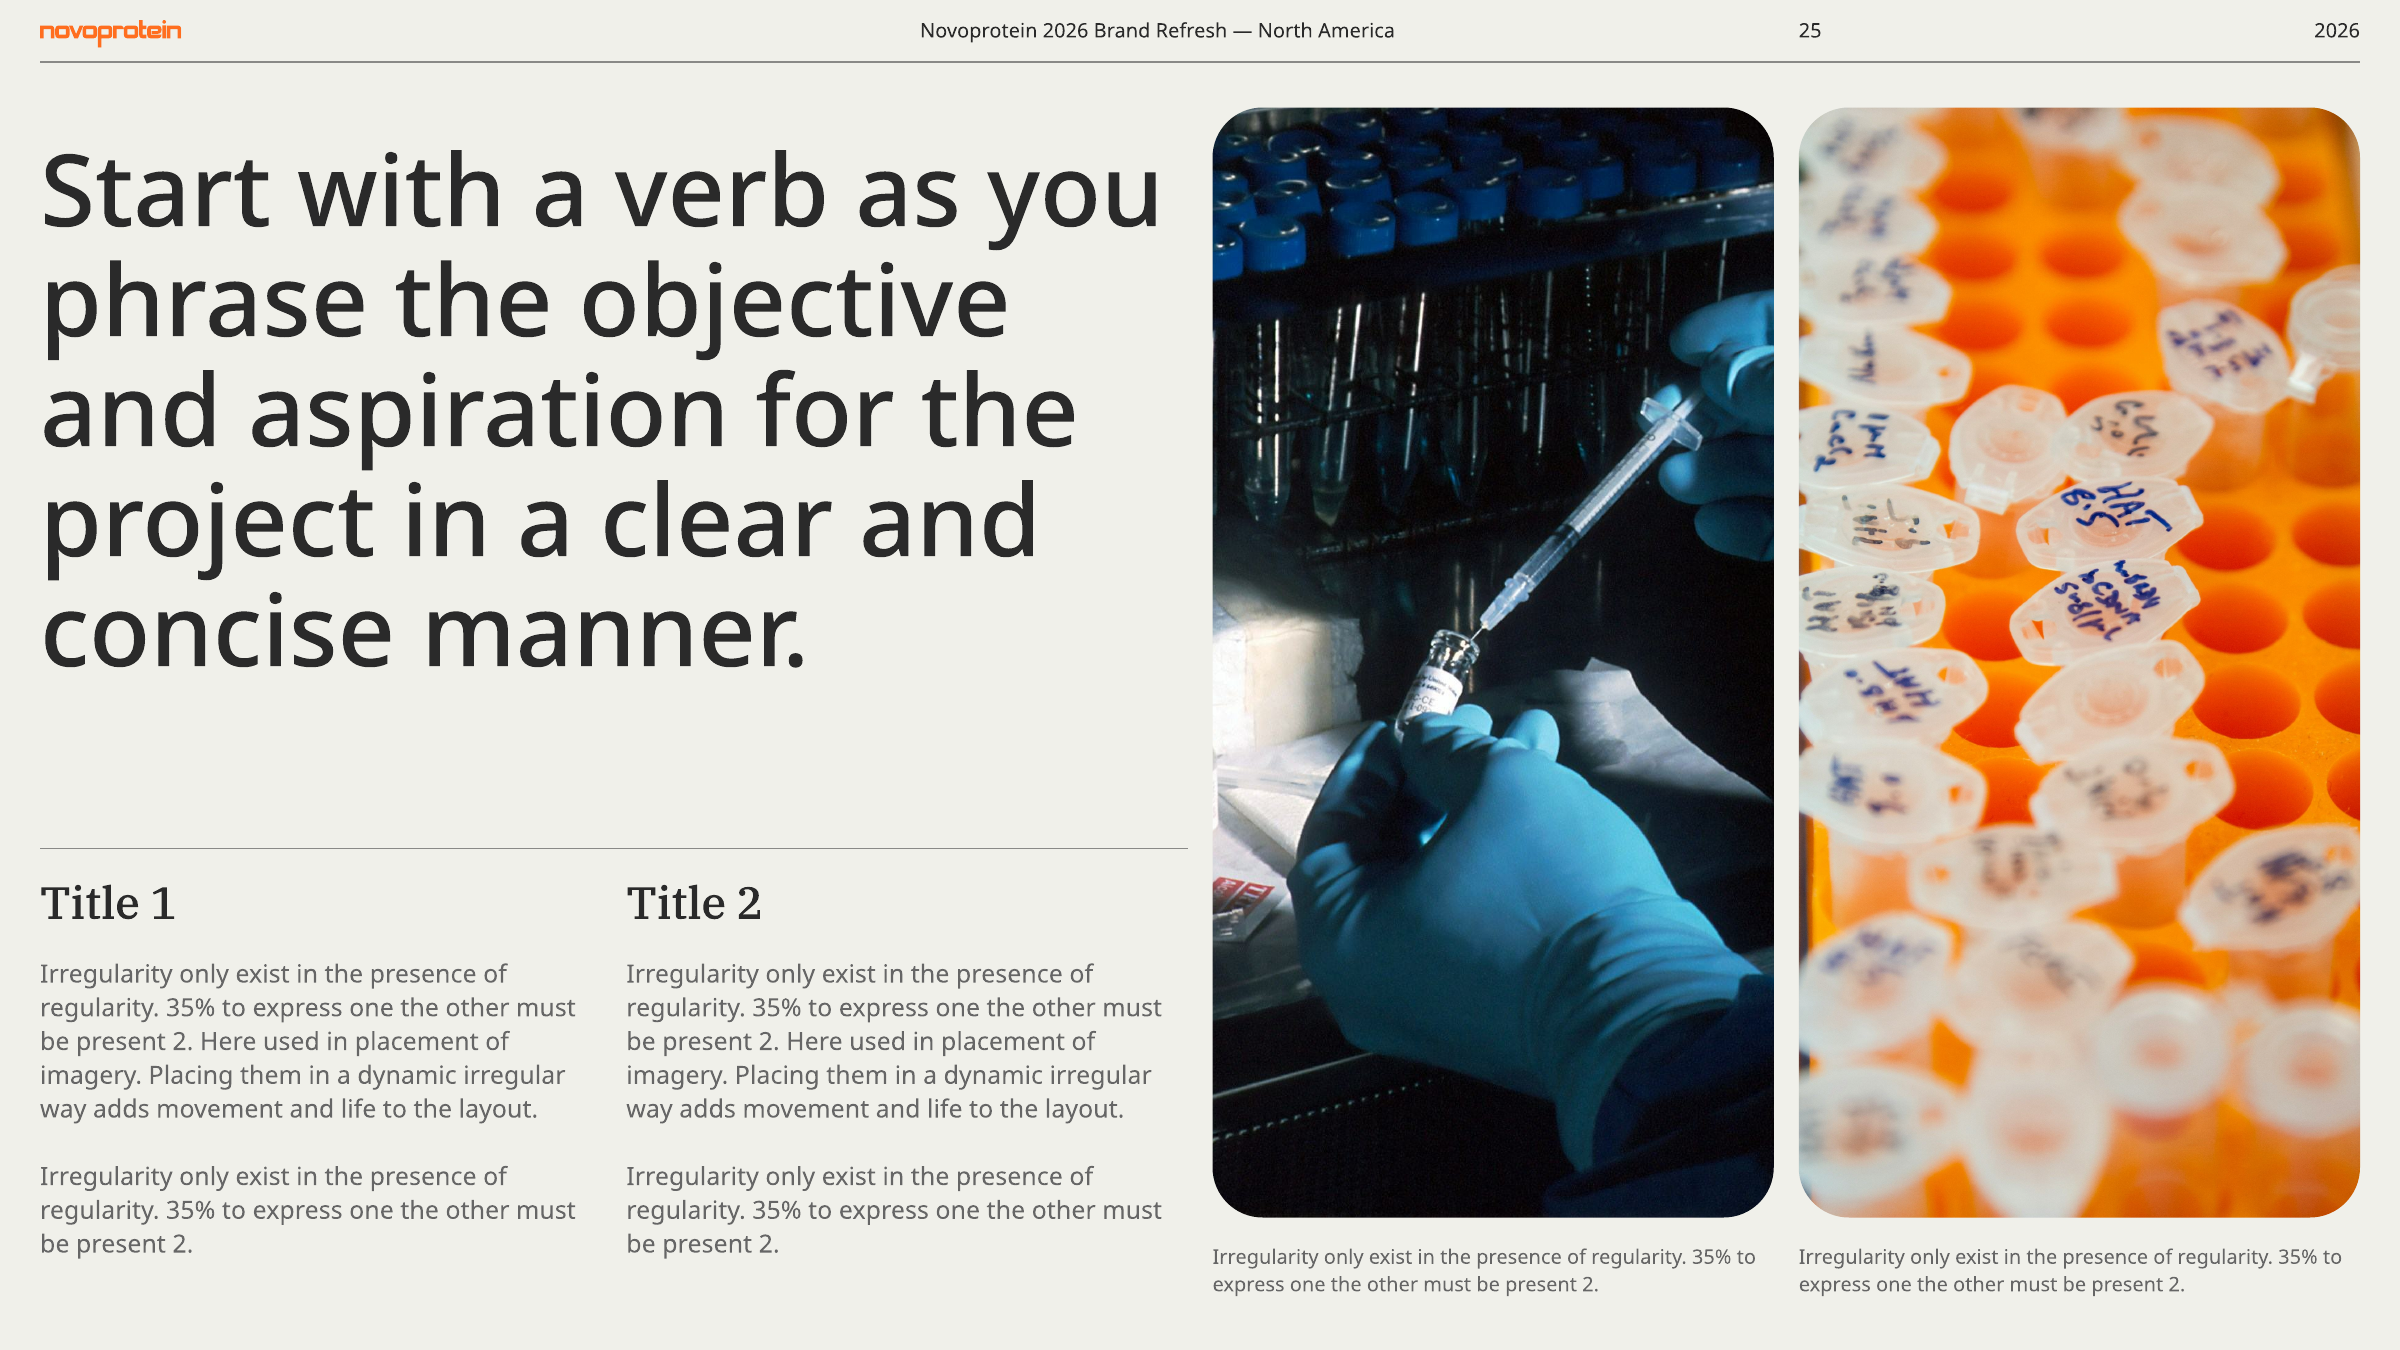 novoprotein
Novoprotein 2026 Brand Refresh — North America
25
2026
Start with a verb as you
phrase the objective
and aspiration for the
project in a clear and
concise manner.
Title 1
Irregularity only exist in the presence of
regularity. 35% to express one the other must
be present 2. Here used in placement of
imagery. Placing them in a dynamic irregular
way adds movement and life to the layout.
Irregularity only exist in the presence of
regularity. 35% to express one the other must
be present 2.
Title 2
Irregularity only exist in the presence of
regularity. 35% to express one the other must
be present 2. Here used in placement of
imagery. Placing them in a dynamic irregular
way adds movement and life to the layout.
Irregularity only exist in the presence of
regularity. 35% to express one the other must
be present 2.
HAT
8.5
1 mM
CaCl2
Irregularity only exist in the presence of regularity. 35% to
express one the other must be present 2.
Irregularity only exist in the presence of regularity. 35% to
express one the other must be present 2.